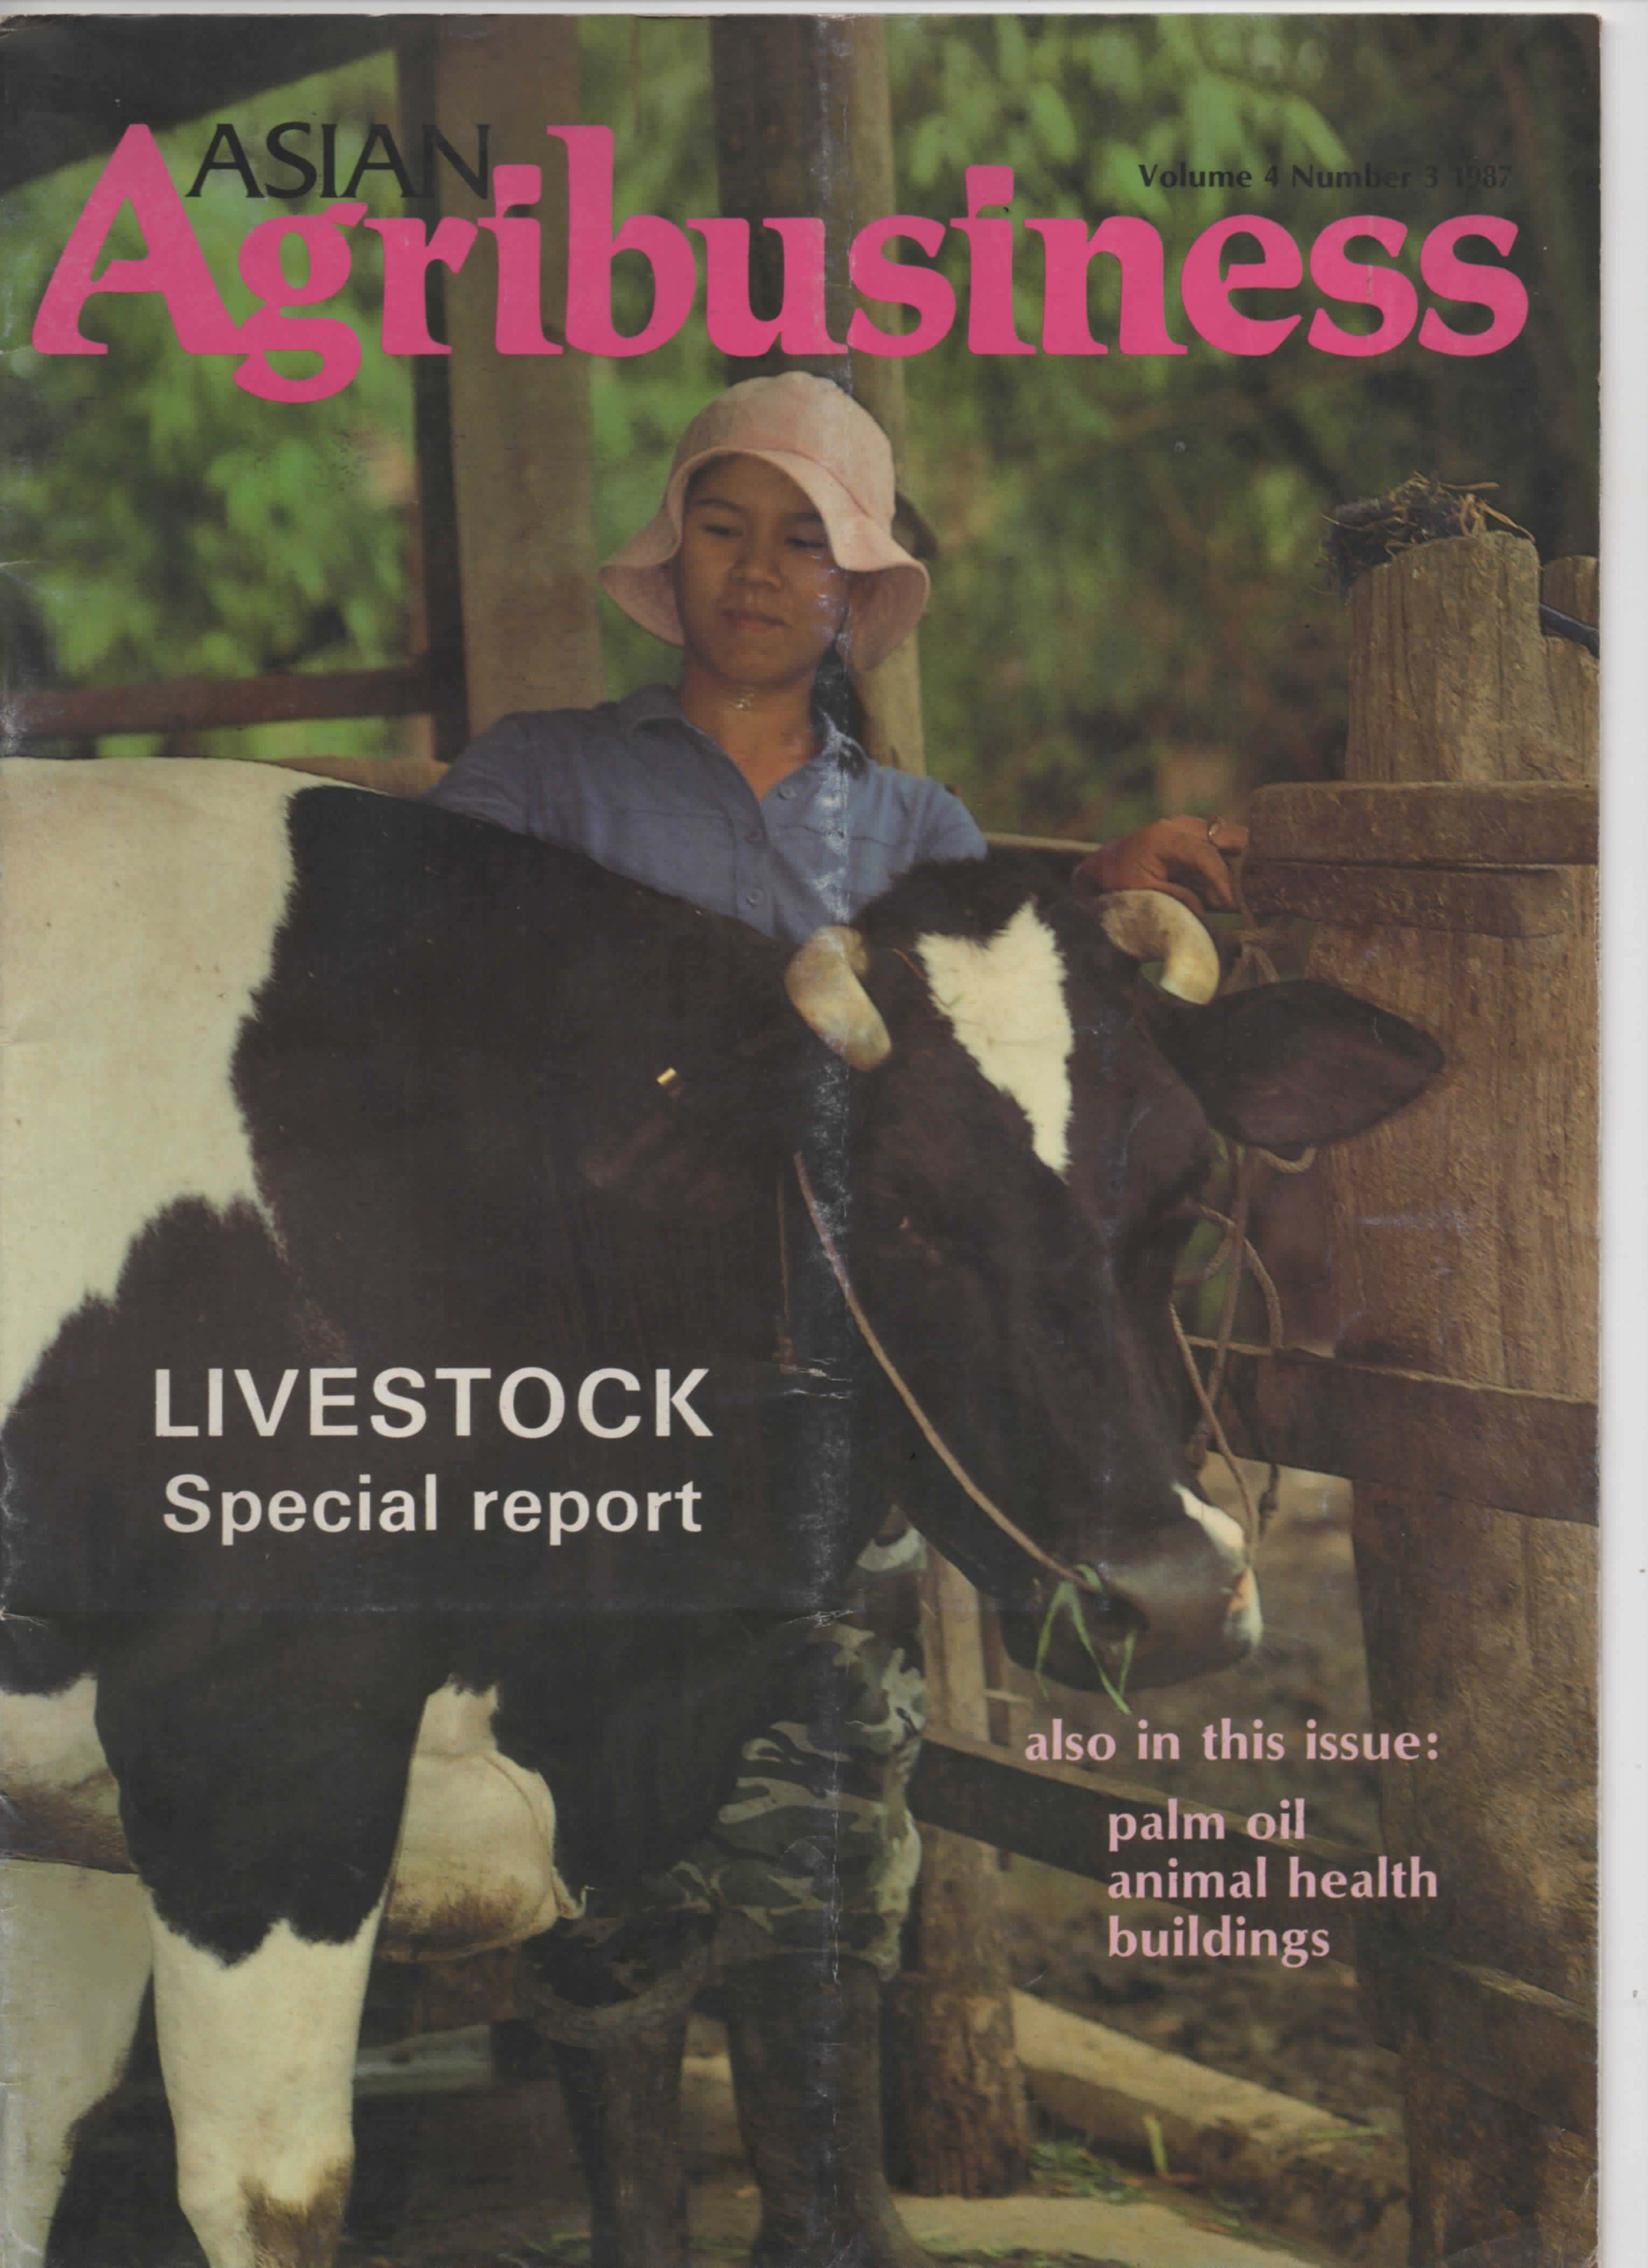 ASIAN
Volume 4 Number 3 1987
Agribusiness
LIVESTOCK
Special report
also in this issue:
palm oil
animal health
buildings